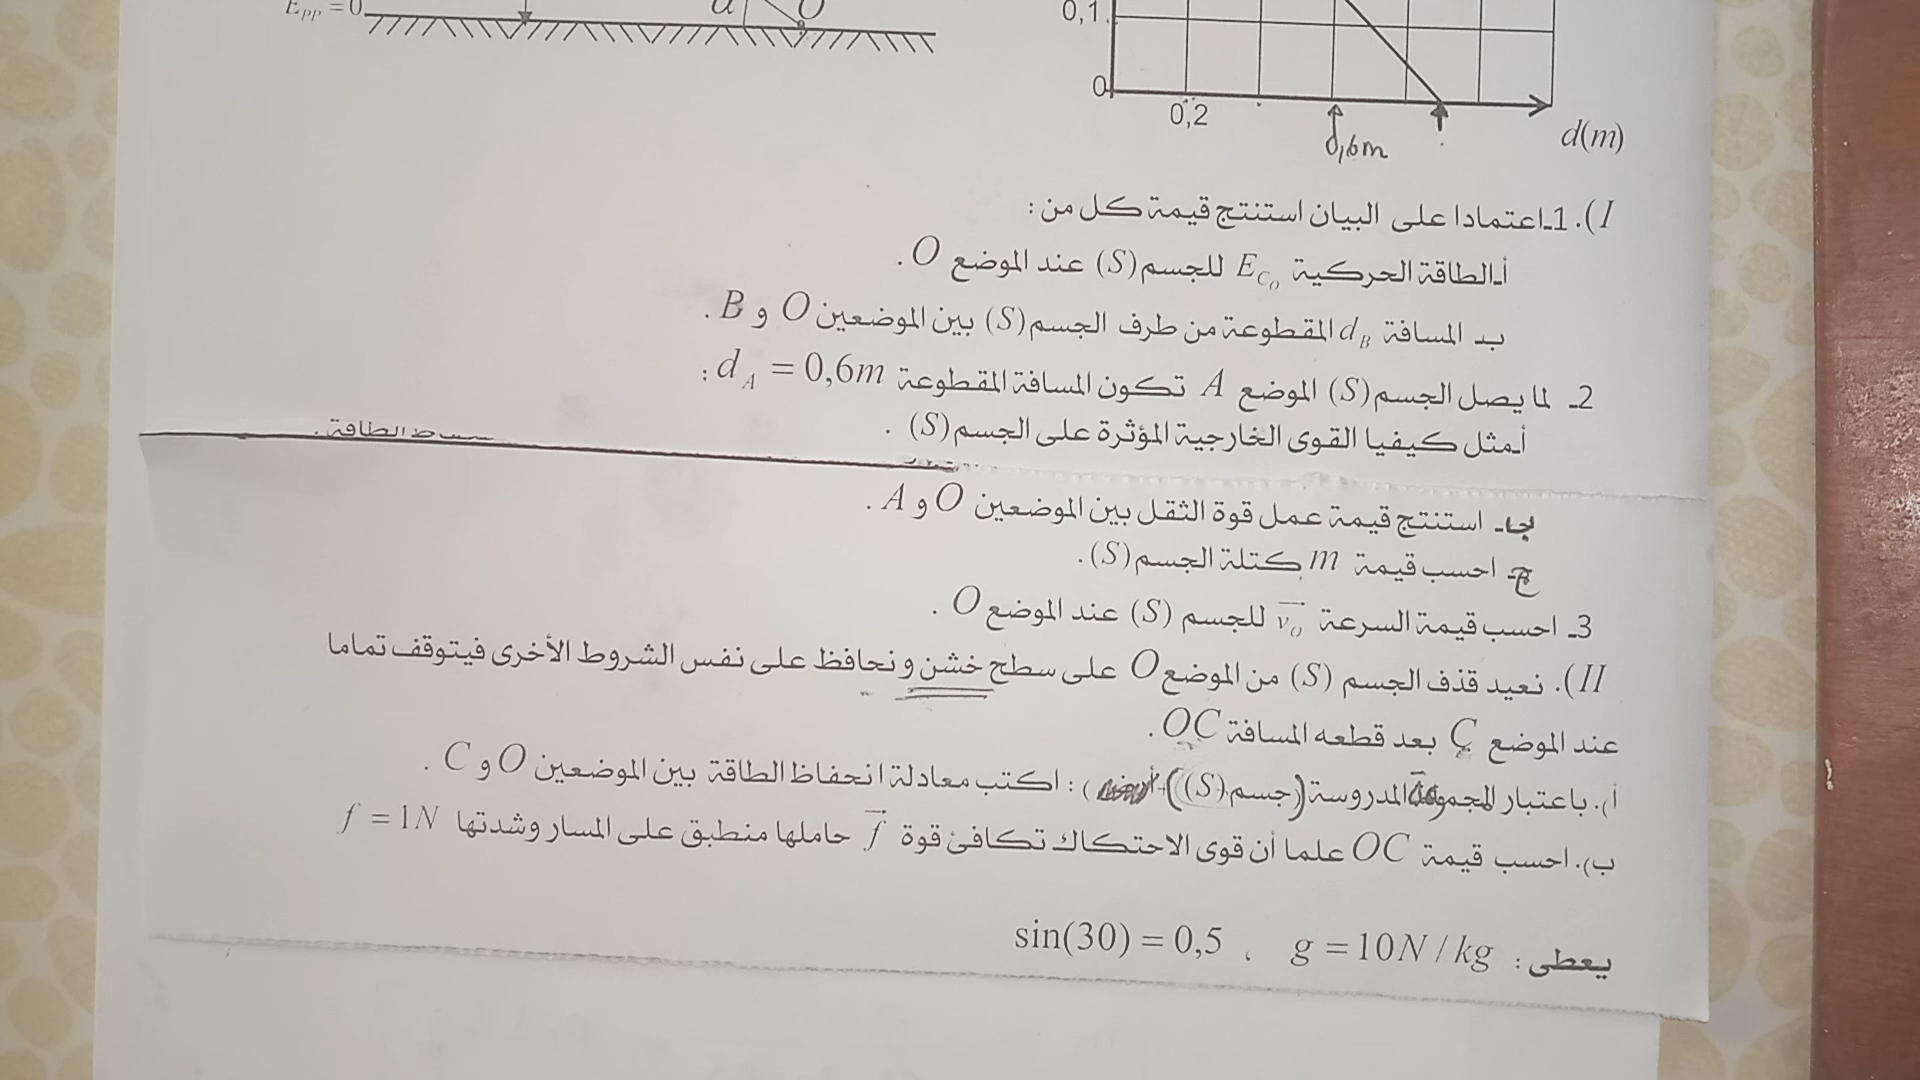 E_pp = 0
α O
0,1
0
0,2
0,6m
d(m)
I). 1ـ اعتمادا على البيان استنتج قيمة كل من :
أـ الطاقة الحركية E_{C_O} للجسم (S) عند الموضع O .
بـ المسافة d_B المقطوعة من طرف الجسم (S) بين الموضعين O و B .
2ـ لما يصل الجسم (S) الموضع A تكون المسافة المقطوعة d_A = 0,6m :
أـ مثل كيفيا القوى الخارجية المؤثرة على الجسم (S) .
الطاقة .
بـ استنتج قيمة عمل قوة الثقل بين الموضعين O و A .
ج احسب قيمة m كتلة الجسم (S) .
3ـ احسب قيمة السرعة v_O للجسم (S) عند الموضع O .
II). نعيد قذف الجسم (S) من الموضع O على سطح خشن و نحافظ على نفس الشروط الأخرى فيتوقف تماما
عند الموضع C بعد قطعه المسافة OC .
أ). باعتبار المدروسة (جسم (S)) : اكتب معادلة انحفاظ الطاقة بين الموضعين O و C .
ب). احسب قيمة OC علما أن قوى الاحتكاك تكافئ قوة f حاملها منطبق على المسار وشدتها f = 1N
يعطى : g = 10N / kg ، sin(30) = 0,5